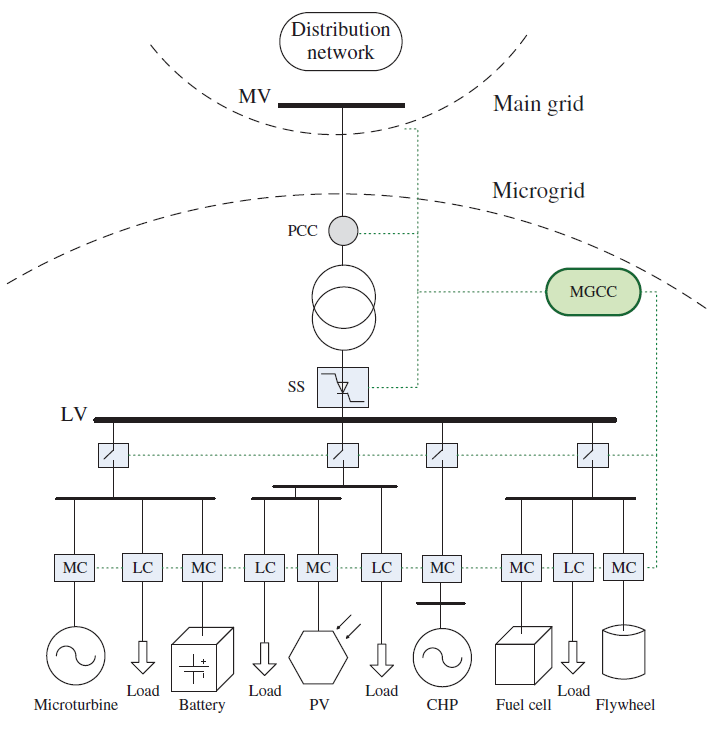 Distribution
network
MV
Main grid
Microgrid
PCC
MGCC
SS
LV
MC
LC
MC
LC
MC
LC
MC
MC
LC
MC
Microturbine
Load
Battery
Load
PV
Load
CHP
Fuel cell
Load
Flywheel